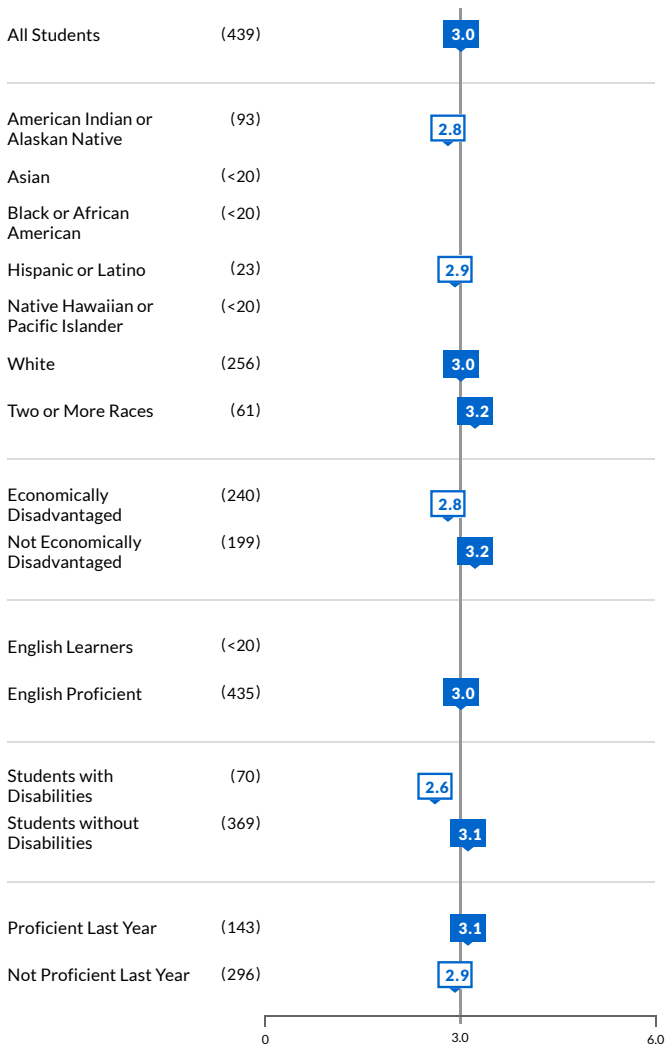 All Students (439) 3.0
American Indian or (93) 2.8
Alaskan Native
Asian (<20)
Black or African (<20)
American
Hispanic or Latino (23) 2.9
Native Hawaiian or (<20)
Pacific Islander
White (256) 3.0
Two or More Races (61) 3.2
Economically (240) 2.8
Disadvantaged
Not Economically (199) 3.2
Disadvantaged
English Learners (<20)
English Proficient (435) 3.0
Students with (70) 2.6
Disabilities
Students without (369) 3.1
Disabilities
Proficient Last Year (143) 3.1
Not Proficient Last Year (296) 2.9
0 3.0 6.0